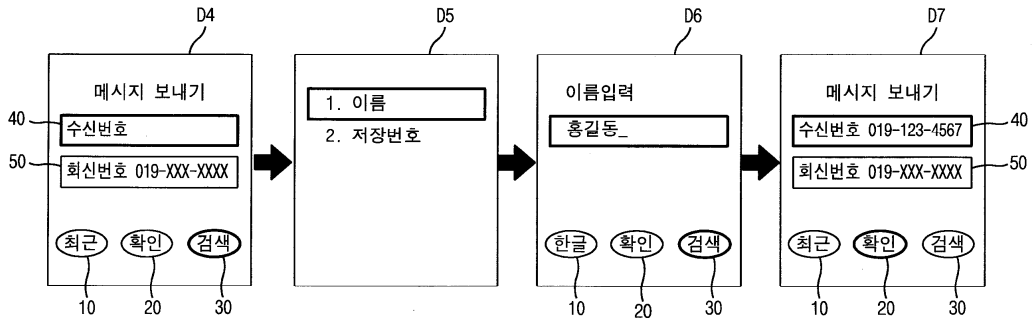 D4
메시지 보내기
40
수신번호
50
회신번호 019-XXX-XXXX
최근 확인 검색
10 20 30
D5
1. 이름
2. 저장번호
D6
이름입력
홍길동_
한글 확인 검색
10 20 30
D7
메시지 보내기
수신번호 019-123-4567
40
회신번호 019-XXX-XXXX
50
최근 확인 검색
10 20 30